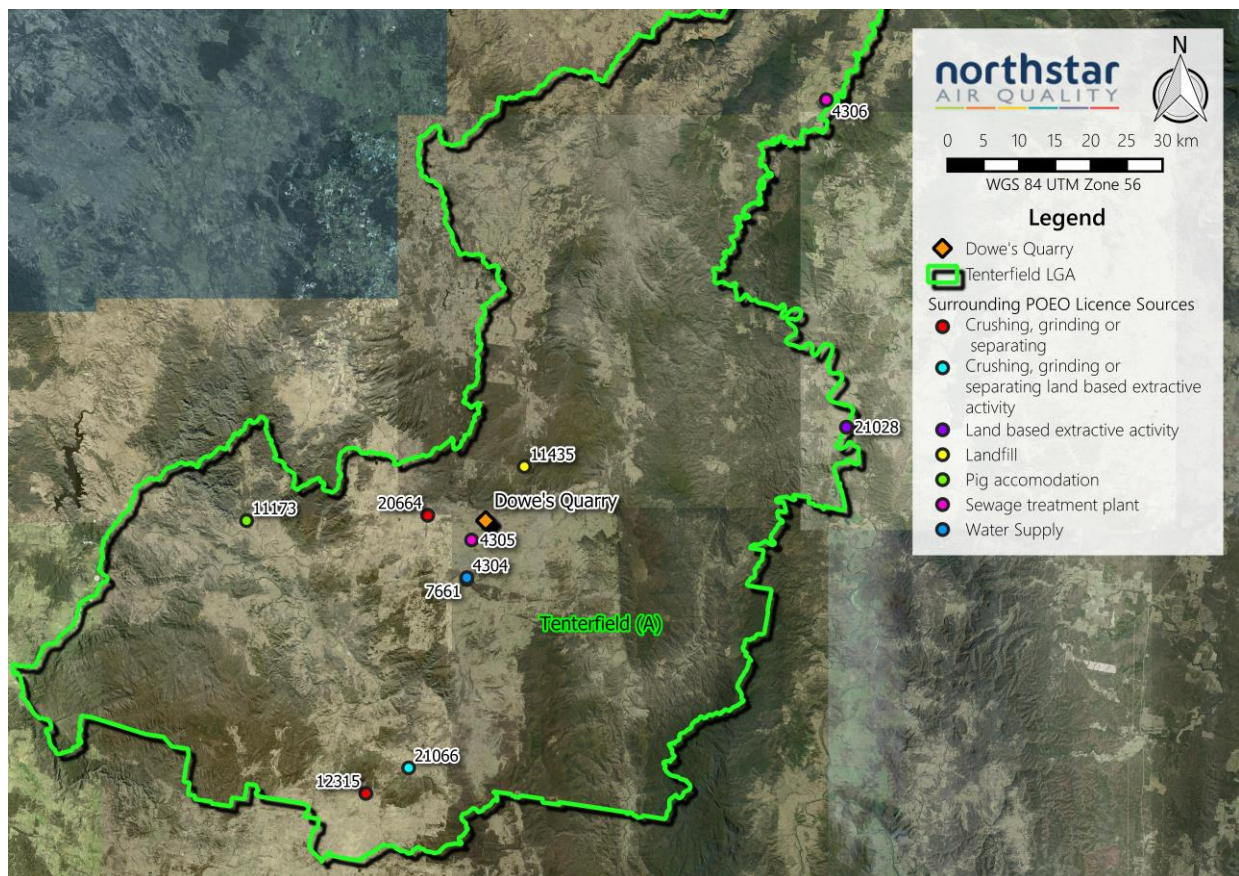 northstar
AIR QUALITY
N
0 5 10 15 20 25 30 km
WGS 84 UTM Zone 56
Legend
Dowe's Quarry
Tenterfield LGA
Surrounding POEO Licence Sources
Crushing, grinding or
separating
Crushing, grinding or
separating land based extractive
activity
Land based extractive activity
Landfill
Pig accomodation
Sewage treatment plant
Water Supply
4306
21028
11435
11173
20664
Dowe's Quarry
4305
4304
7661
Tenterfield (A)
21066
12315